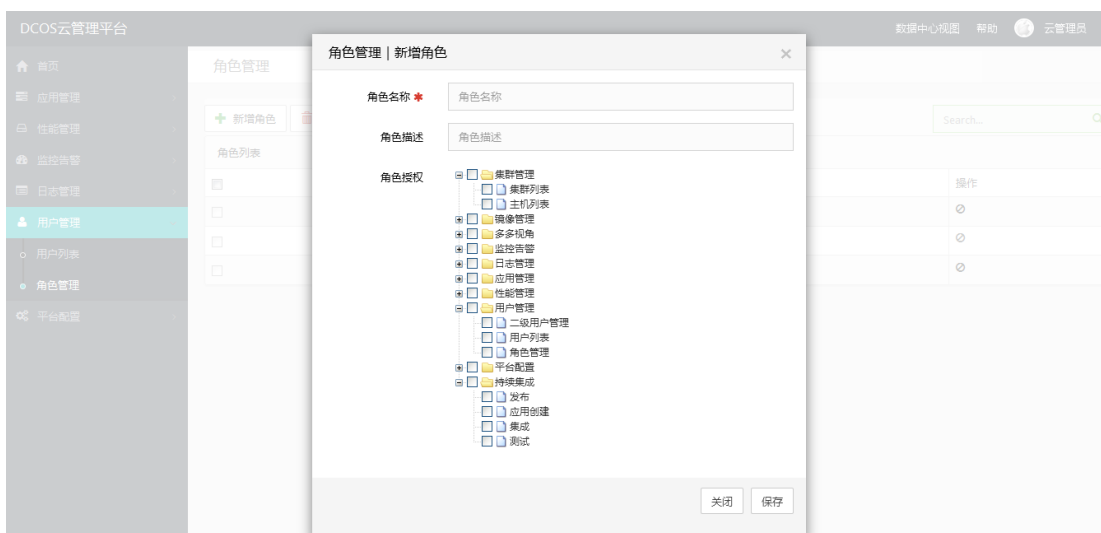 DCOS云管理平台
数据中心视图 帮助 云管理员
首页
应用管理
性能管理
监控告警
日志管理
用户管理
用户列表
角色管理
平台配置
角色管理
新增角色
Search...
角色列表
操作
角色管理 | 新增角色 ×
角色名称 * 角色名称
角色描述 角色描述
角色授权
集群管理
集群列表
主机列表
镜像管理
多多视角
监控告警
日志管理
应用管理
性能管理
用户管理
二级用户管理
用户列表
角色管理
平台配置
持续集成
发布
应用创建
集成
测试
关闭 保存